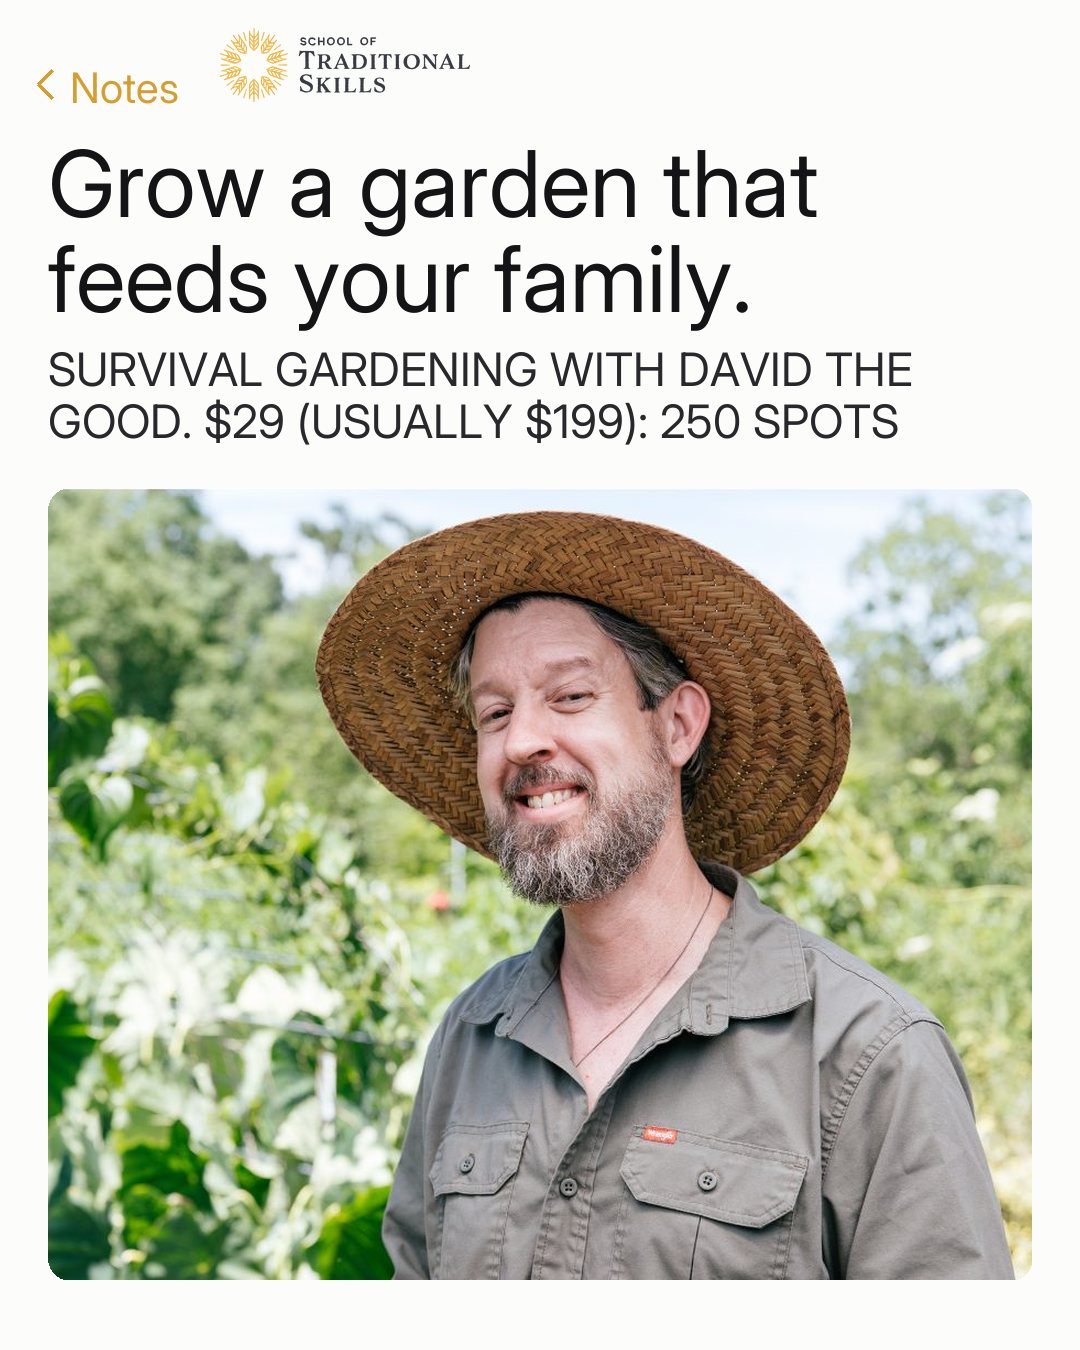 SCHOOL OF
TRADITIONAL
SKILLS
Notes
Grow a garden that
feeds your family.
SURVIVAL GARDENING WITH DAVID THE
GOOD. $29 (USUALLY $199): 250 SPOTS
Wrangler